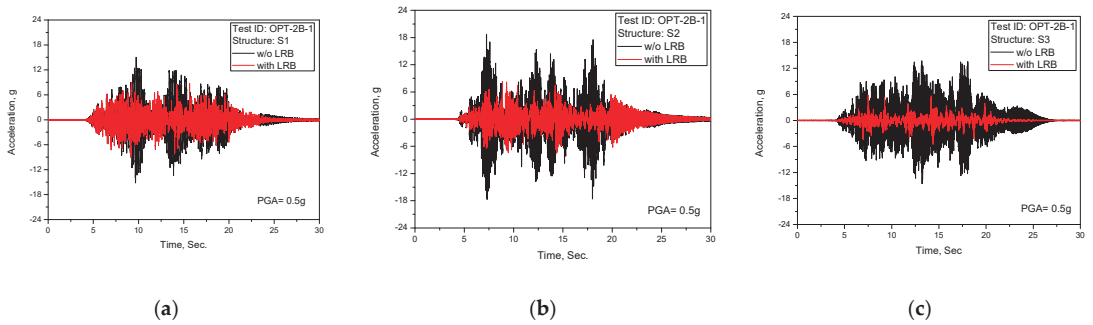 Test ID: OPT-2B-1
Structure: S1
w/o LRB
with LRB
24
18
12
6
0
-6
-12
-18
-24
Acceleration, g
PGA= 0.5g
0 5 10 15 20 25 30
Time, Sec.
(a)
Test ID: OPT-2B-1
Structure: S2
w/o LRB
with LRB
24
18
12
6
0
-6
-12
-18
-24
Acceleration, g
PGA= 0.5g
0 5 10 15 20 25 30
Time, Sec.
(b)
Test ID: OPT-2B-1
Structure: S3
w/o LRB
with LRB
24
18
12
6
0
-6
-12
-18
-24
Acceleration, g
PGA= 0.5g
0 5 10 15 20 25 30
Time, Sec
(c)